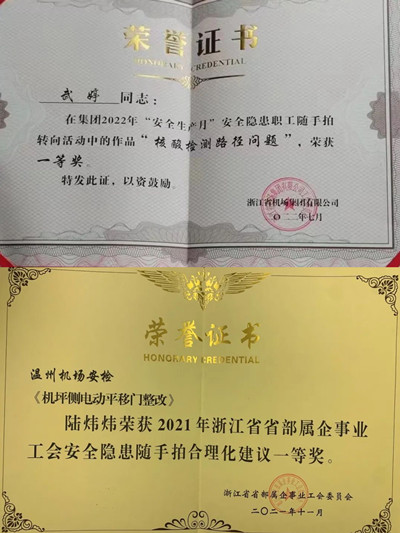 荣誉证书
HONORARY CREDENTIAL
武婷 同志：
在集团2022年“安全生产月”安全隐患职工随手拍
转向活动中的作品“核酸检测路径问题”，荣获
一等奖。
特发此证，以资鼓励。
浙江省机场集团有限公司
二〇二二年七月
荣誉证书
HONORARY CREDENTIAL
温州机场安检
《机坪侧电动平移门整改》
陆炜炜荣获2021年浙江省省部属企事业
工会安全隐患随手拍合理化建议一等奖。
浙江省省部属企事业工会委员会
二〇二一年十一月